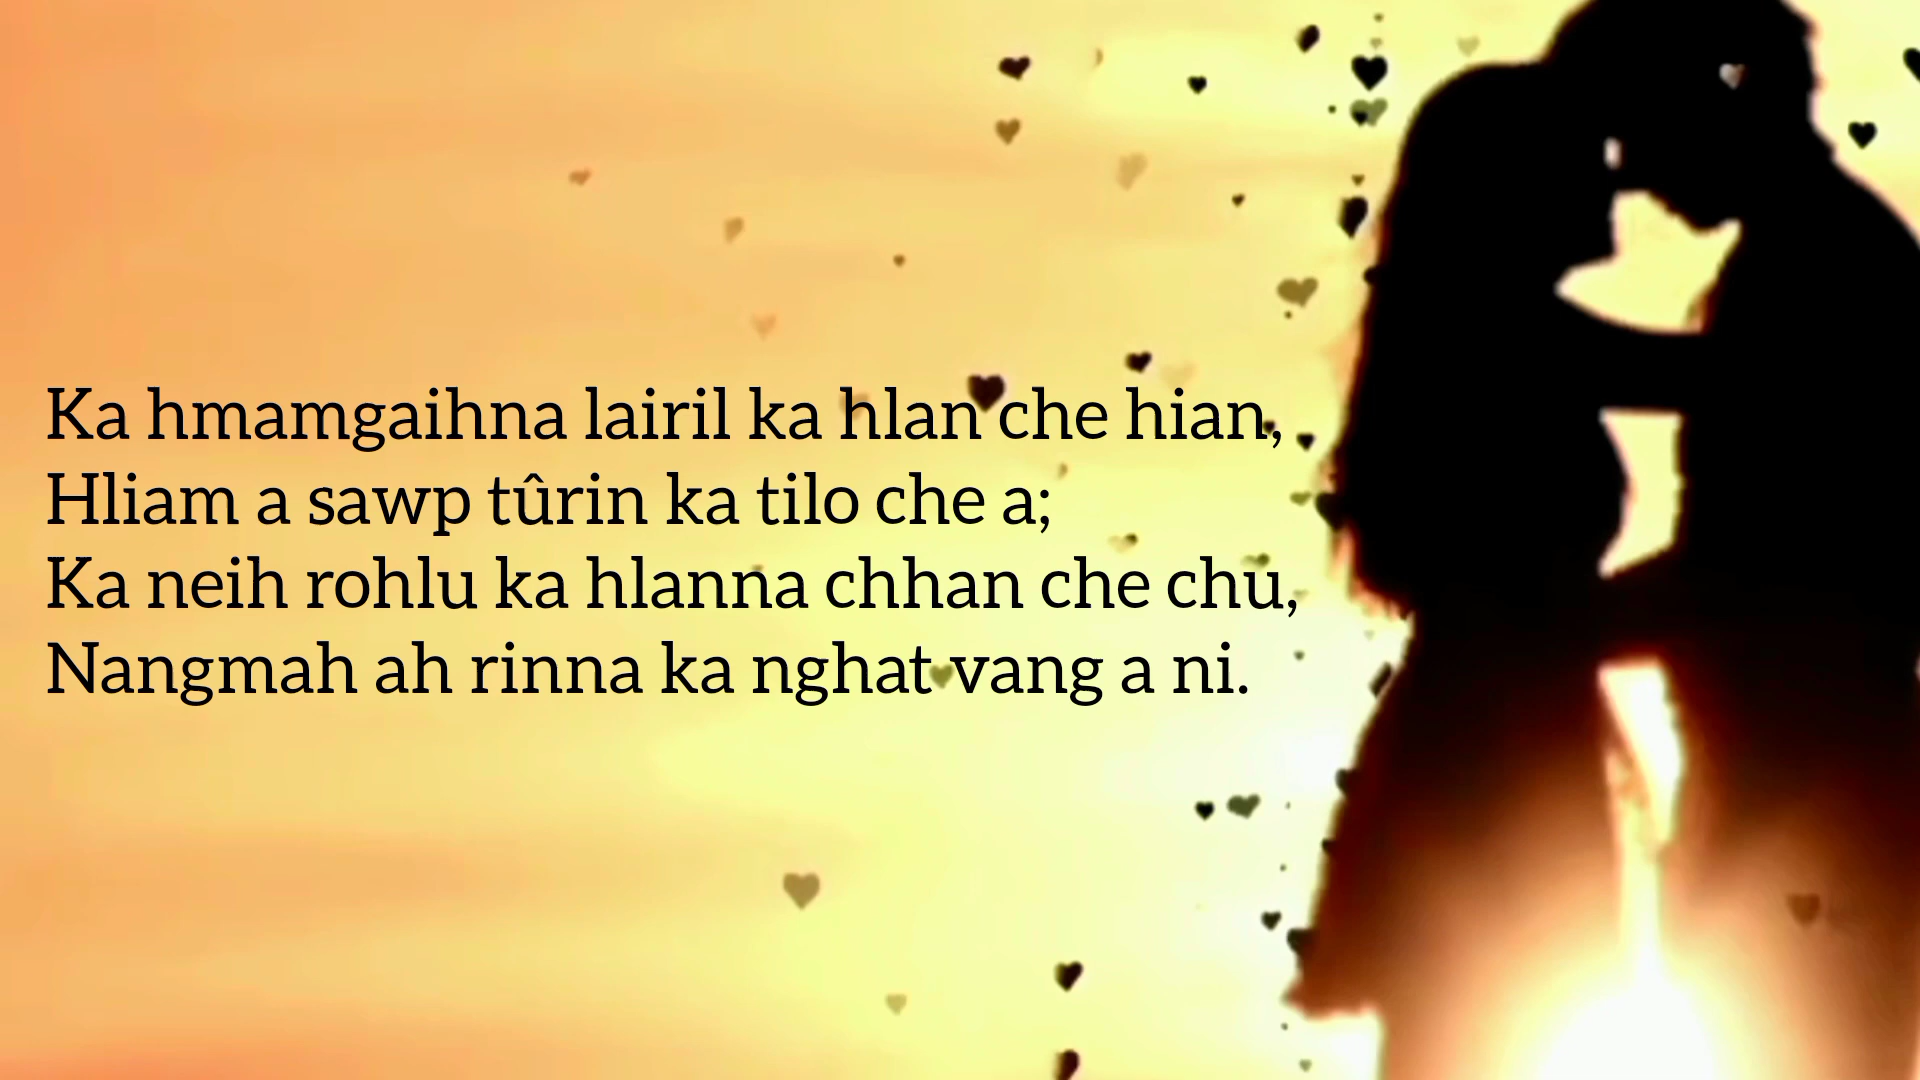 Ka hmamgaihna lairil ka hlan che hian,
Hliam a sawp tûrin ka tilo che a;
Ka neih rohlu ka hlanna chhan che chu,
Nangmah ah rinna ka nghat vang a ni.